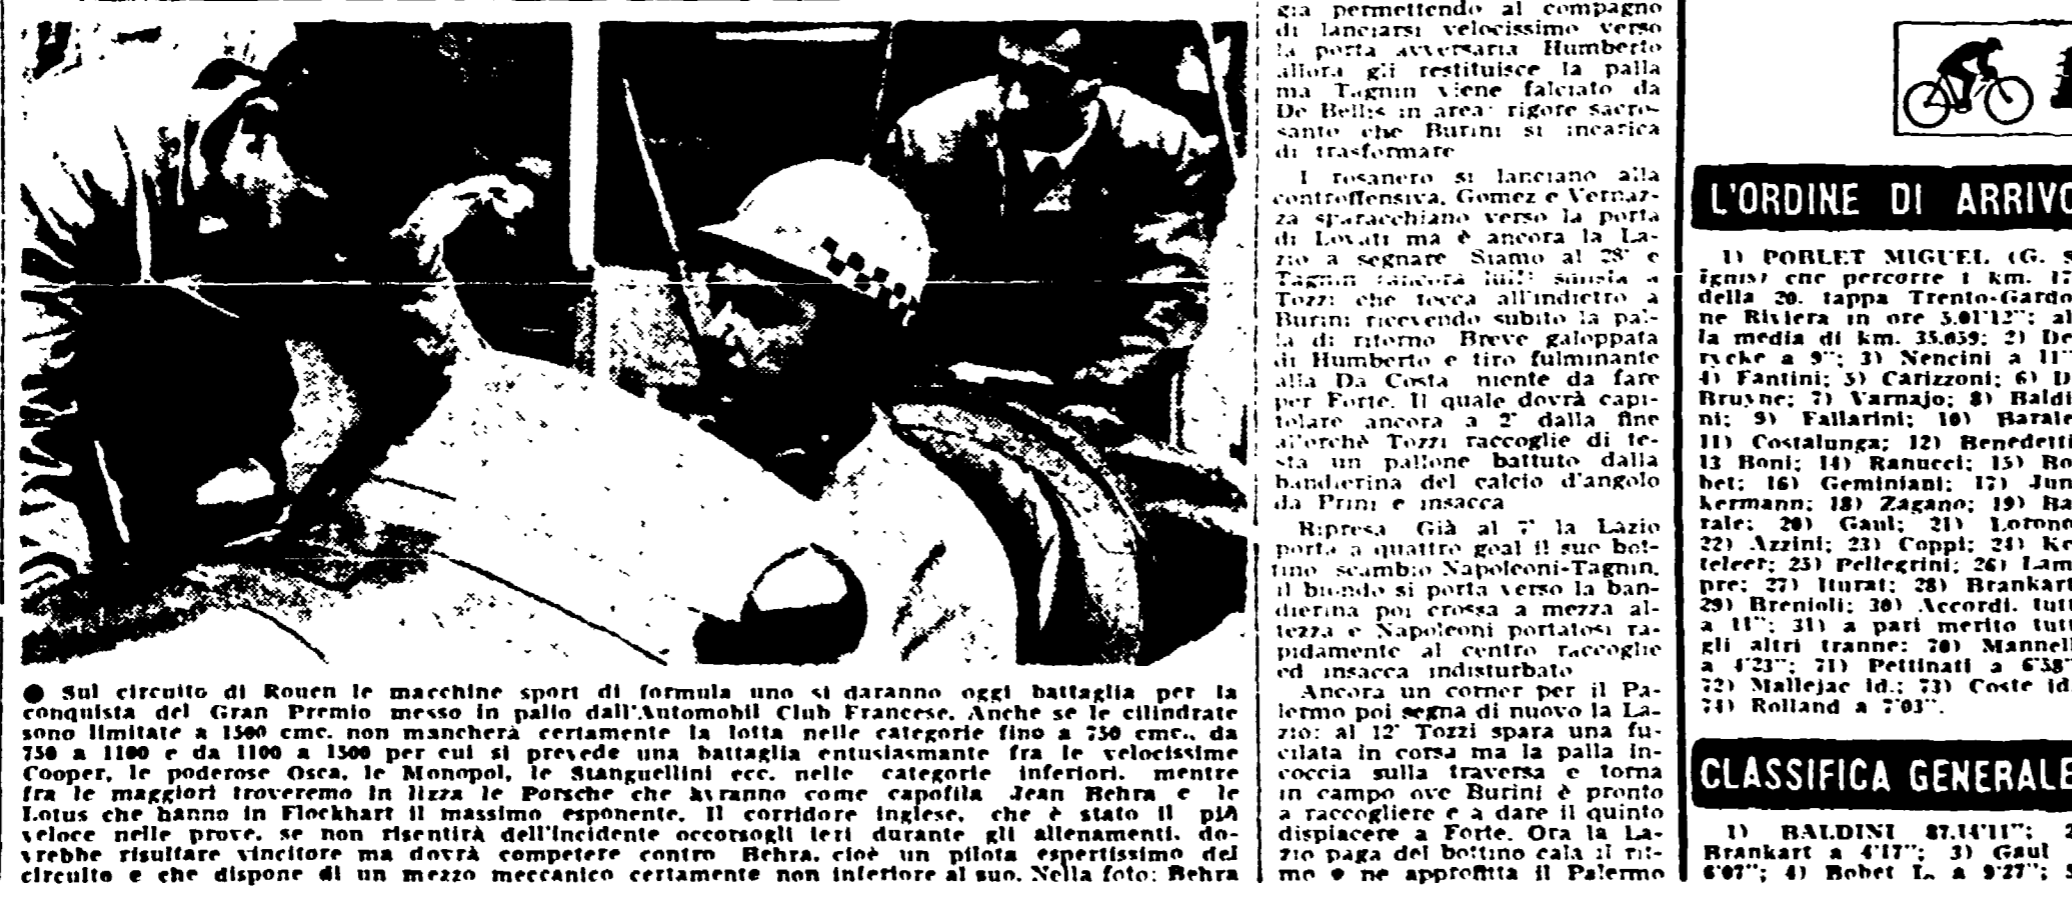 ● Sul circuito di Rouen le macchine sport di formula uno si daranno oggi battaglia per la
conquista del Gran Premio messo in palio dall'Automobil Club Francese. Anche se le cilindrate
sono limitate a 1500 cmc. non mancherà certamente la lotta nelle categorie fino a 750 cmc., da
750 a 1100 e da 1100 a 1500 per cui si prevede una battaglia entusiasmante fra le velocissime
Cooper, le poderose Osca, le Monopol, le Stanguellini ecc. nelle categorie inferiori, mentre
fra le maggiori troveremo in lizza le Porsche che avranno come capofila Jean Behra e le
Lotus che hanno in Flockhart il massimo esponente. Il corridore inglese, che è stato il più
veloce nelle prove, se non risentirà dell'incidente occorsogli ieri durante gli allenamenti, do-
vrebbe risultare vincitore ma dovrà competere contro Behra, cioè un pilota espertissimo del
circuito e che dispone di un mezzo meccanico certamente non inferiore al suo. Nella foto: Behra
gia permettendo al compagno
di lanciarsi velocissimo verso
la porta avversaria Humberto
allora gli restituisce la palla
ma Tagnin viene falciato da
De Bellis in area: rigore sacro-
santo che Burini si incarica
di trasformare
I rosanero si lanciano alla
controffensiva, Gomez e Vernaz-
za sparacchiano verso la porta
di Lovati ma è ancora la La-
zio a segnare Siamo al 28' e
Tagnin (ancora lui!) smista a
Tozzi che tocca all'indietro a
Burini ricevendo subito la pal-
la di ritorno Breve galoppata
di Humberto e tiro fulminante
alla Da Costa niente da fare
per Forte. Il quale dovrà capi-
tolare ancora a 2' dalla fine
allorchè Tozzi raccoglie di te-
sta un pallone battuto dalla
bandierina del calcio d'angolo
da Prini e insacca
Ripresa Già al 7' la Lazio
porta a quattro goal il suo bot-
tino scambio Napoleoni-Tagnin,
il biondo si porta verso la ban-
dierina poi crossa a mezza al-
tezza e Napoleoni portatosi ra-
pidamente al centro raccoglie
ed insacca indisturbato
Ancora un corner per il Pa-
lermo poi segna di nuovo la La-
zio: al 12' Tozzi spara una fu-
cilata in corsa ma la palla in-
coccia sulla traversa e torna
in campo ove Burini è pronto
a raccogliere e a dare il quinto
dispiacere a Forte. Ora la La-
zio paga del bottino cala il rit-
mo e ne approfitta il Palermo
L'ORDINE DI ARRIVO
1) POBLET MIGUEL (G. S
Ignis) che percorre i km. 17
della 20. tappa Trento-Gardo
ne Riviera in ore 5.01'12"; al
la media di km. 35.059; 2) De
rycke a 9"; 3) Nencini a 11"
4) Fantini; 5) Carizzoni; 6) D
Bruyne; 7) Varnajo; 8) Baldi
ni; 9) Fallarini; 10) Barale
11) Costalunga; 12) Benedetti
13 Boni; 14) Ranucci; 15) Bo
bet; 16) Geminiani; 17) Jun
kermann; 18) Zagano; 19) Ba
rale; 20) Gaul; 21) Lorono
22) Azzini; 23) Coppi; 24) Ke
teleer; 25) Pellegrini; 26) Lam
pre; 27) Iturat; 28) Brankart
29) Brenioli; 30) Accordi. tutt
a 11"; 31) a pari merito tutt
gli altri tranne: 70) Mannell
a 4'23"; 71) Pettinati a 6'38"
72) Mallejac id.; 73) Coste id
74) Rolland a 7'03".
CLASSIFICA GENERALE
1) BALDINI 87.14'11"; 2
Brankart a 4'17"; 3) Gaul
6'07"; 4) Bobet L. a 9'27"; 5